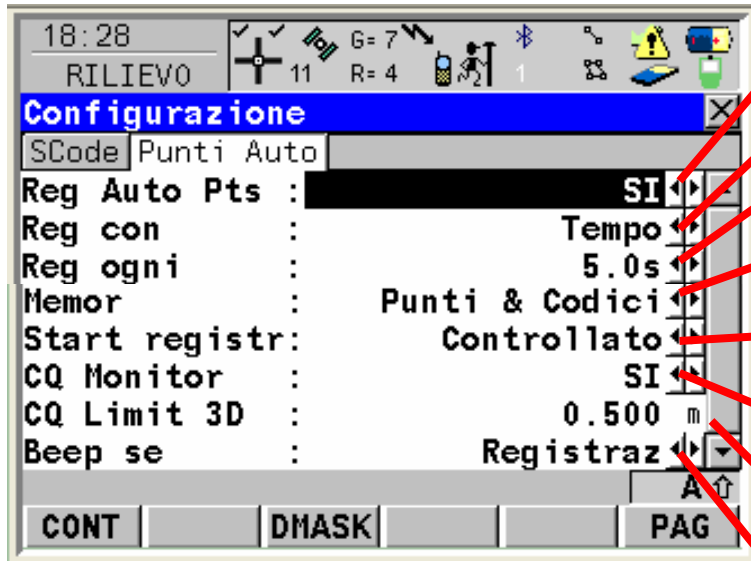 18:28 G= 7
RILIEVO 11 R= 4 1
Configurazione
SCode Punti Auto
Reg Auto Pts : SI
Reg con : Tempo
Reg ogni : 5.0s
Memor : Punti & Codici
Start registr: Controllato
CQ Monitor : SI
CQ Limit 3D : 0.500 m
Beep se : Registraz
A
CONT DMASK PAG